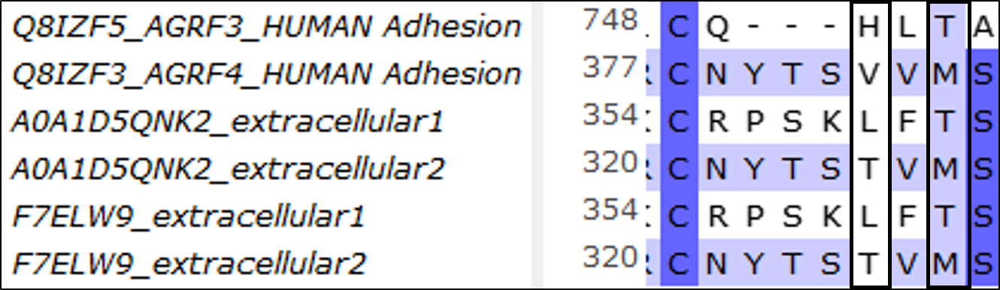 Q8IZF5_AGRF3_HUMAN Adhesion 748 . C Q - - - H L T A
Q8IZF3_AGRF4_HUMAN Adhesion 377 C N Y T S V V M S
A0A1D5QNK2_extracellular1 354 C R P S K L F T S
A0A1D5QNK2_extracellular2 320 C N Y T S T V M S
F7ELW9_extracellular1 354 C R P S K L F T S
F7ELW9_extracellular2 320 C N Y T S T V M S